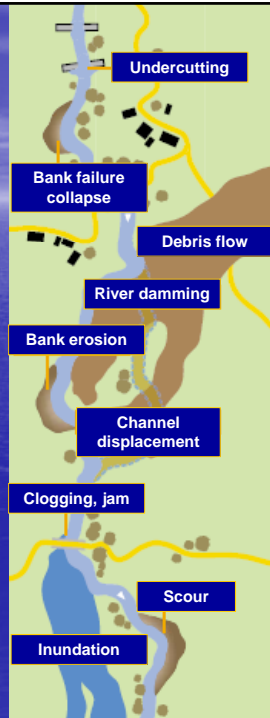 Undercutting
Bank failure
collapse
Debris flow
River damming
Bank erosion
Channel
displacement
Clogging, jam
Scour
Inundation